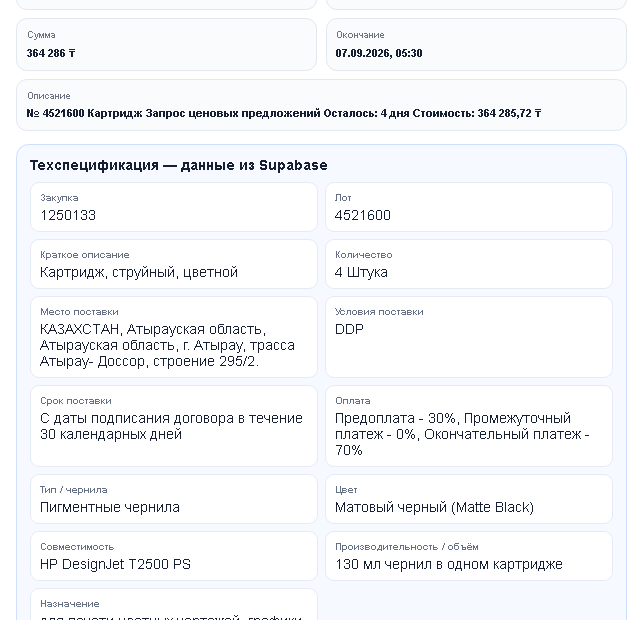 Сумма
364 286 ₸
Окончание
07.09.2026, 05:30
Описание
№ 4521600 Картридж Запрос ценовых предложений Осталось: 4 дня Стоимость: 364 285,72 ₸
Техспецификация — данные из Supabase
Закупка
1250133
Лот
4521600
Краткое описание
Картридж, струйный, цветной
Количество
4 Штука
Место поставки
КАЗАХСТАН, Атырауская область,
Атырауская область, г. Атырау, трасса
Атырау- Доссор, строение 295/2.
Условия поставки
DDP
Срок поставки
С даты подписания договора в течение
30 календарных дней
Оплата
Предоплата - 30%, Промежуточный
платеж - 0%, Окончательный платеж -
70%
Тип / чернила
Пигментные чернила
Цвет
Матовый черный (Matte Black)
Совместимость
HP DesignJet T2500 PS
Производительность / объём
130 мл чернил в одном картридже
Назначение
для печати цветных чертежей, графики,